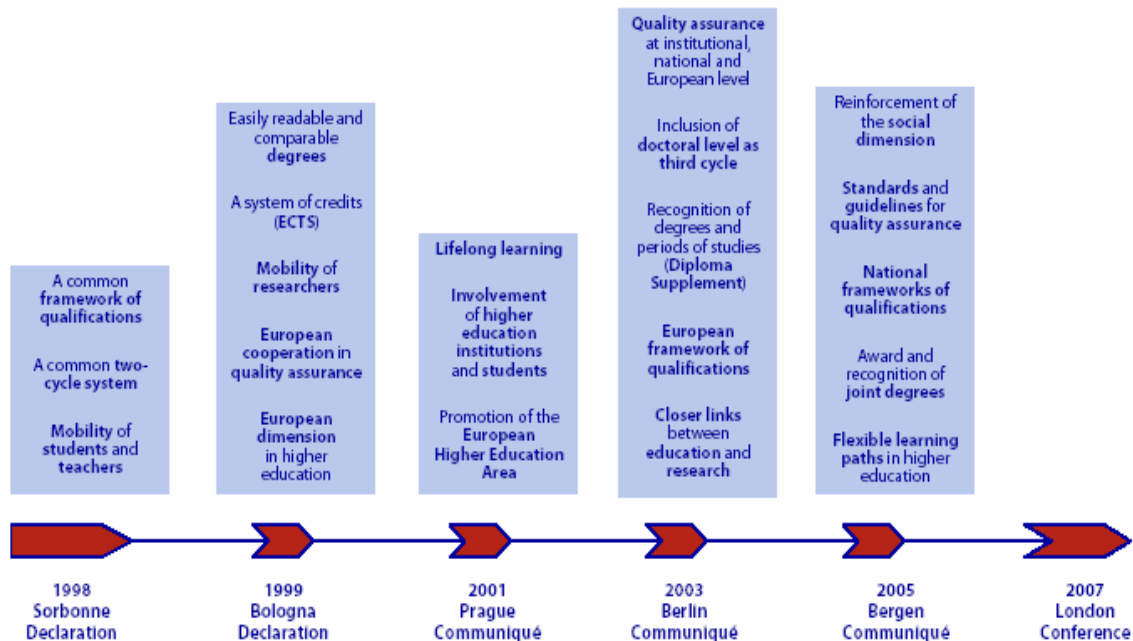 A common
framework of
qualifications
A common two-
cycle system
Mobility of
students and
teachers
Easily readable and
comparable
degrees
A system of credits
(ECTS)
Mobility of
researchers
European
cooperation in
quality assurance
European
dimension
in higher
education
Lifelong learning
Involvement
of higher
education
institutions
and students
Promotion of the
European
Higher Education
Area
Quality assurance
at institutional,
national and
European level
Inclusion of
doctoral level as
third cycle
Recognition of
degrees and
periods of studies
(Diploma
Supplement)
European
framework of
qualifications
Closer links
between
education and
research
Reinforcement of
the social
dimension
Standards and
guidelines for
quality assurance
National
frameworks of
qualifications
Award and
recognition of
joint degrees
Flexible learning
paths in higher
education
1998
Sorbonne
Declaration
1999
Bologna
Declaration
2001
Prague
Communiqué
2003
Berlin
Communiqué
2005
Bergen
Communiqué
2007
London
Conference